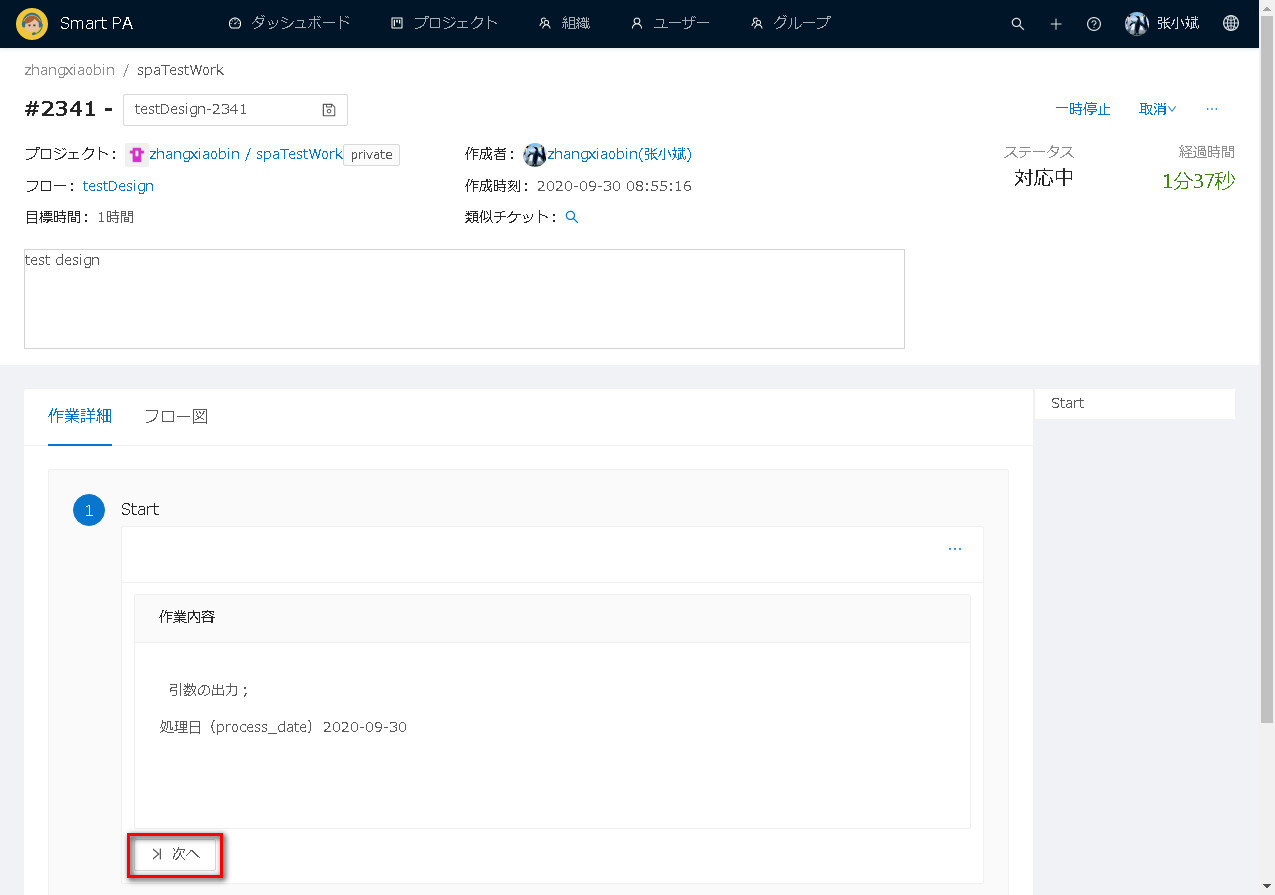 Smart PA ダッシュボード プロジェクト 組織 ユーザー グループ 张小斌
zhangxiaobin / spaTestWork
#2341 - testDesign-2341 一時停止 取消 ...
プロジェクト： zhangxiaobin / spaTestWork private 作成者： zhangxiaobin(张小斌) ステータス 経過時間
対応中 1分37秒
フロー： testDesign 作成時刻： 2020-09-30 08:55:16
目標時間： 1時間 類似チケット：
test design
作業詳細 フロー図 Start
1 Start
...
作業内容
引数の出力；
処理日（process_date）2020-09-30
次へ